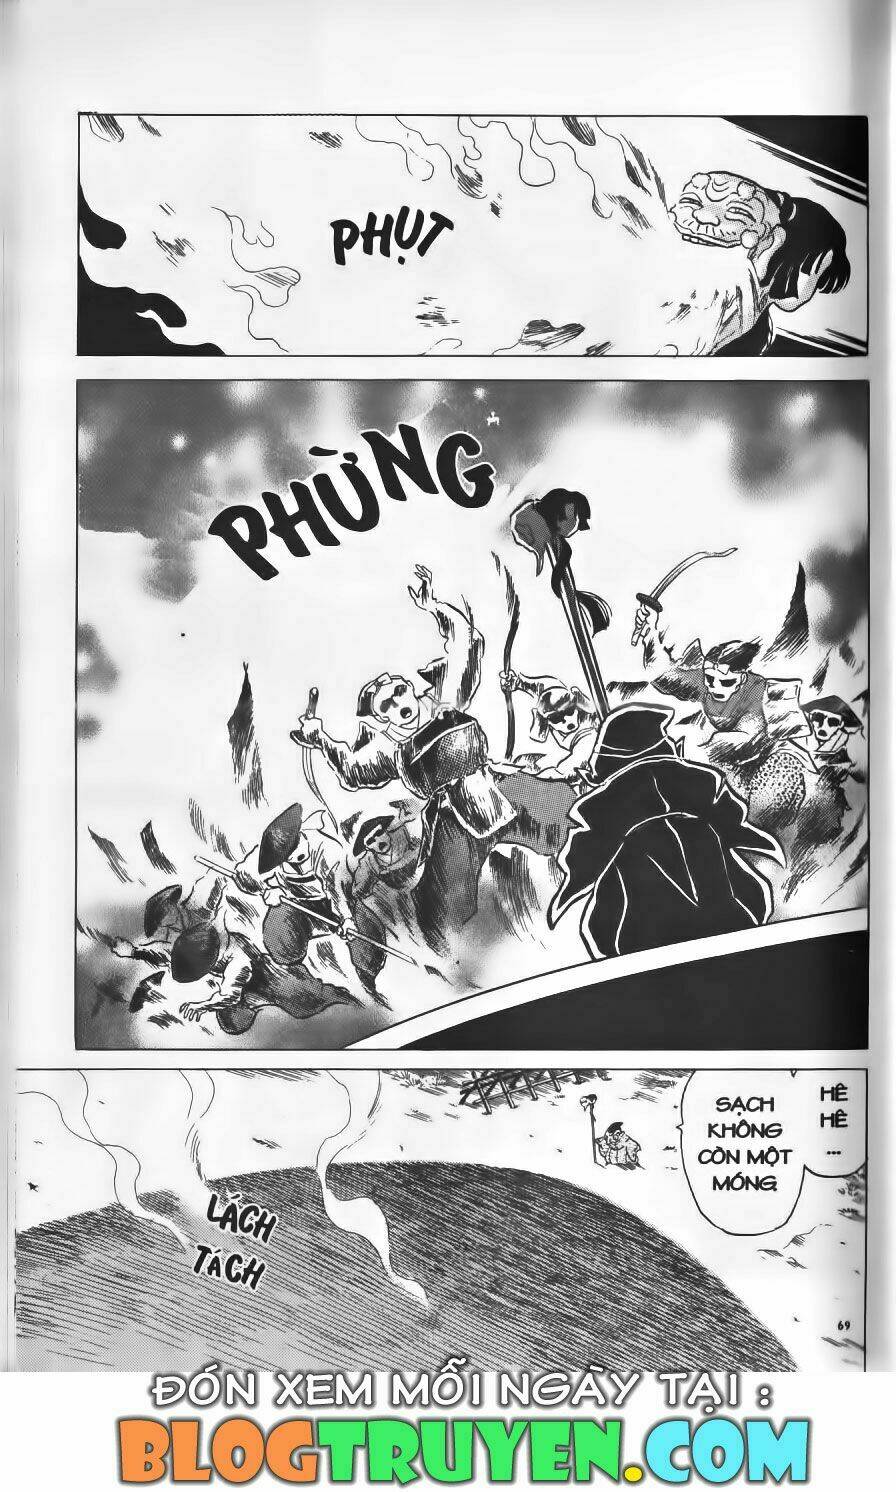 PHỤT
PHỪNG
HÊ
HÊ
...
SẠCH
KHÔNG
CÒN MỘT
MÓNG.
LÁCH
TÁCH
69
ĐÓN XEM MỖI NGÀY TẠI :
BLOGTRUYEN.COM